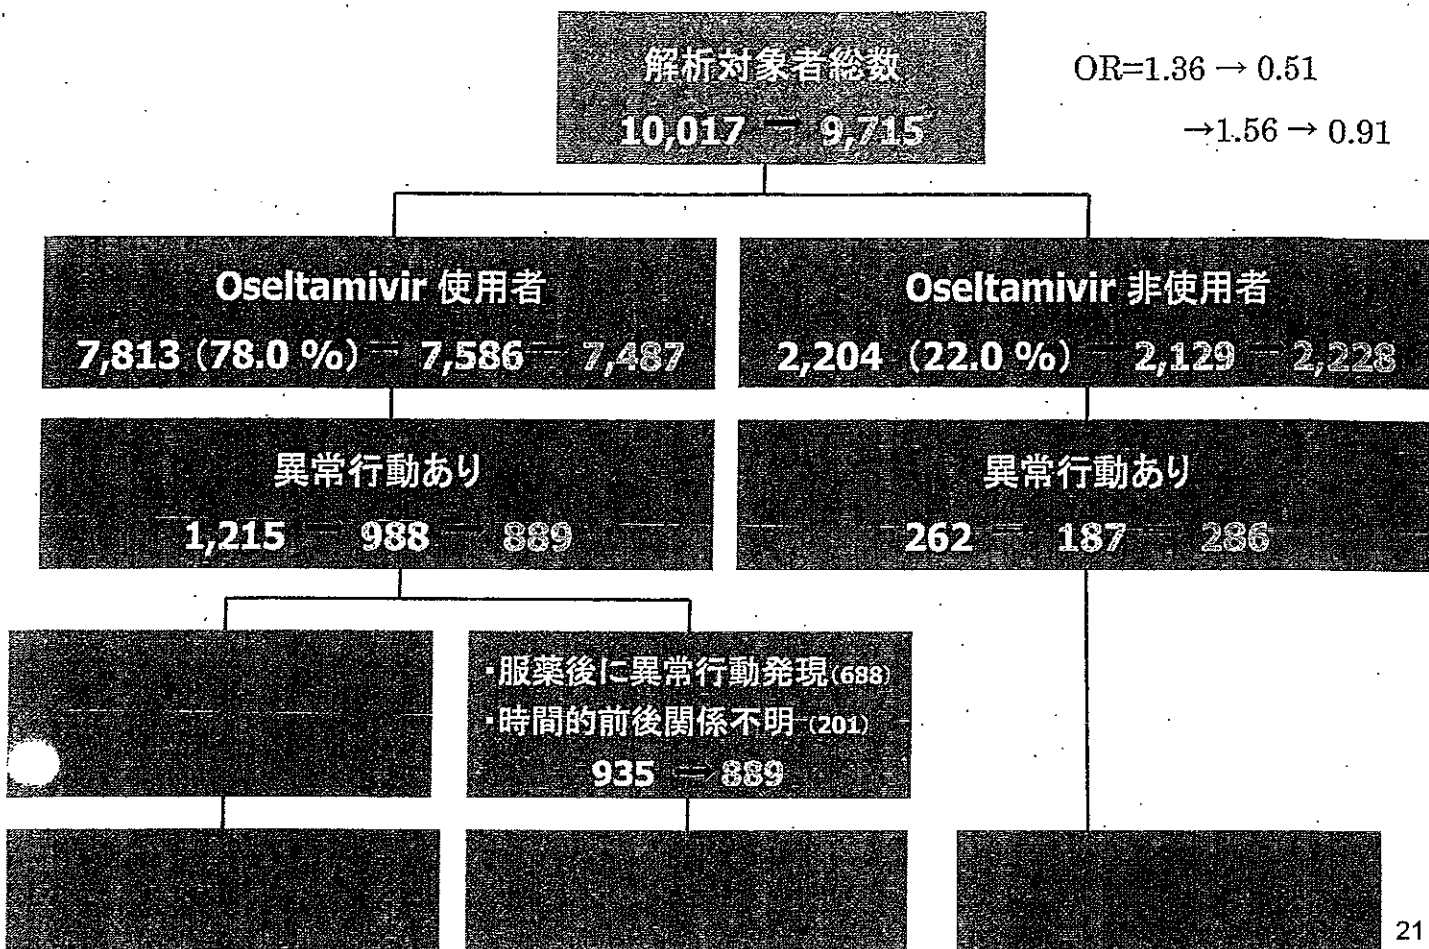 解析対象者総数
10,017 → 9,715
OR=1.36 → 0.51
→1.56 → 0.91
Oseltamivir 使用者
7,813 (78.0 %) → 7,586 → 7,487
Oseltamivir 非使用者
2,204 (22.0 %) → 2,129 → 2,228
異常行動あり
1,215 → 988 → 889
異常行動あり
262 → 187 → 286
・服薬後に異常行動発現(688)
・時間的前後関係不明 (201)
935 → 889
21